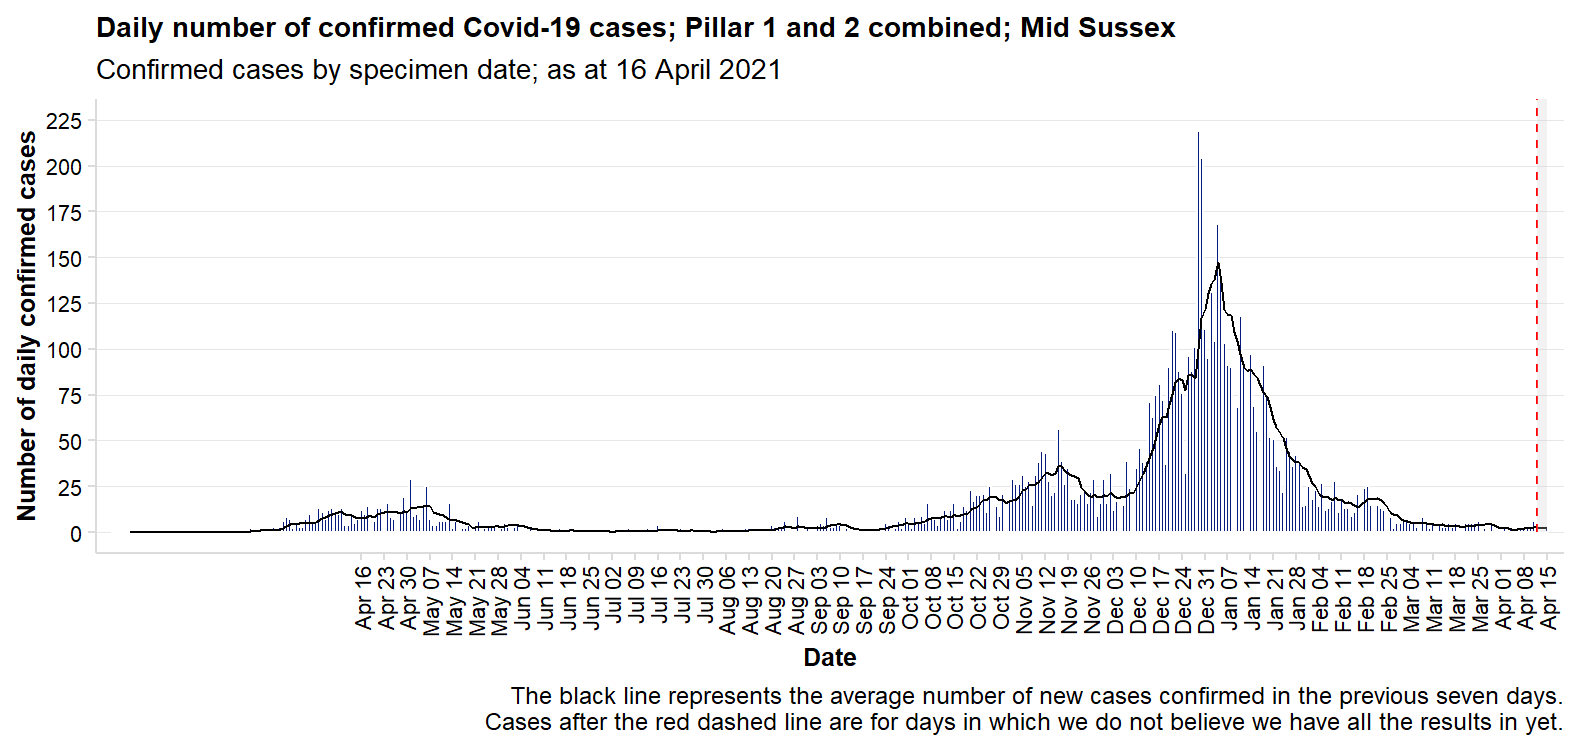 Daily number of confirmed Covid-19 cases; Pillar 1 and 2 combined; Mid Sussex
Confirmed cases by specimen date; as at 16 April 2021
Number of daily confirmed cases
225
200
175
150
125
100
75
50
25
0
Apr 16
Apr 23
Apr 30
May 07
May 14
May 21
May 28
Jun 04
Jun 11
Jun 18
Jun 25
Jul 02
Jul 09
Jul 16
Jul 23
Jul 30
Aug 06
Aug 13
Aug 20
Aug 27
Sep 03
Sep 10
Sep 17
Sep 24
Oct 01
Oct 08
Oct 15
Oct 22
Oct 29
Nov 05
Nov 12
Nov 19
Nov 26
Dec 03
Dec 10
Dec 17
Dec 24
Dec 31
Jan 07
Jan 14
Jan 21
Jan 28
Feb 04
Feb 11
Feb 18
Feb 25
Mar 04
Mar 11
Mar 18
Mar 25
Apr 01
Apr 08
Apr 15
Date
The black line represents the average number of new cases confirmed in the previous seven days.
Cases after the red dashed line are for days in which we do not believe we have all the results in yet.